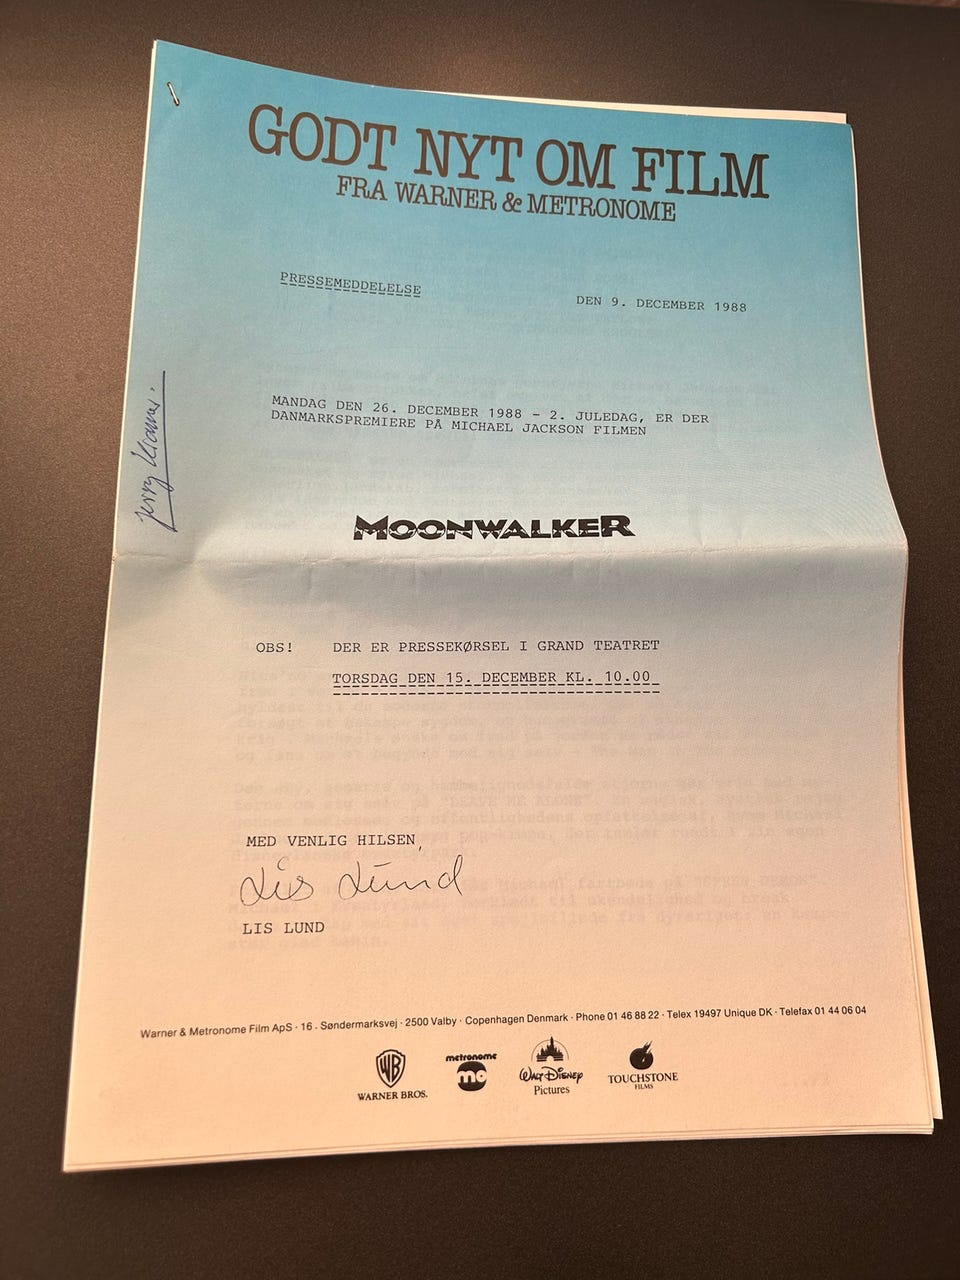 GODT NYT OM FILM
FRA WARNER & METRONOME
PRESSEMEDDELELSE
DEN 9. DECEMBER 1988
MANDAG DEN 26. DECEMBER 1988 - 2. JULEDAG, ER DER
DANMARKSPREMIERE PÅ MICHAEL JACKSON FILMEN
Jerry Kramer
MOONWALKER
OBS! DER ER PRESSEKØRSEL I GRAND TEATRET
TORSDAG DEN 15. DECEMBER KL. 10.00
MED VENLIG HILSEN,
Lis Lund
LIS LUND
Warner & Metronome Film ApS · 16 . Søndermarksvej · 2500 Valby · Copenhagen Denmark · Phone 01 46 88 22 · Telex 19497 Unique DK · Telefax 01 44 06 04
WB
WARNER BROS.
metronome
mo
WALT DISNEY
Pictures
TOUCHSTONE
FILMS